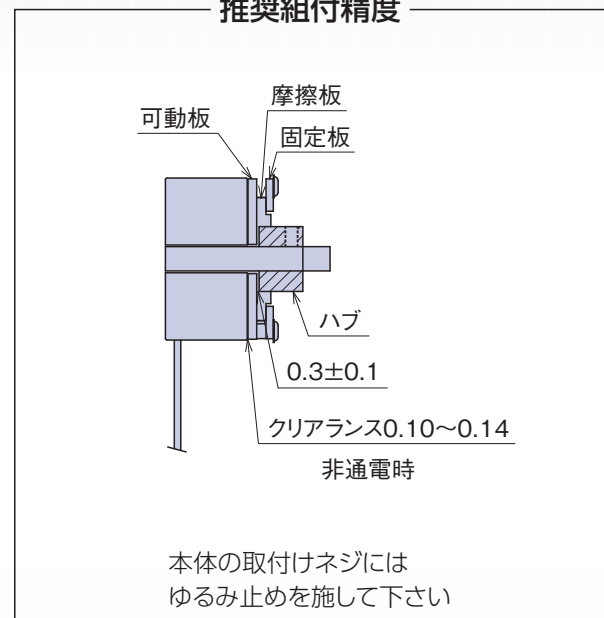 推奨組付精度
摩擦板
可動板
固定板
ハブ
0.3±0.1
クリアランス0.10～0.14
非通電時
本体の取付けネジには
ゆるみ止めを施して下さい